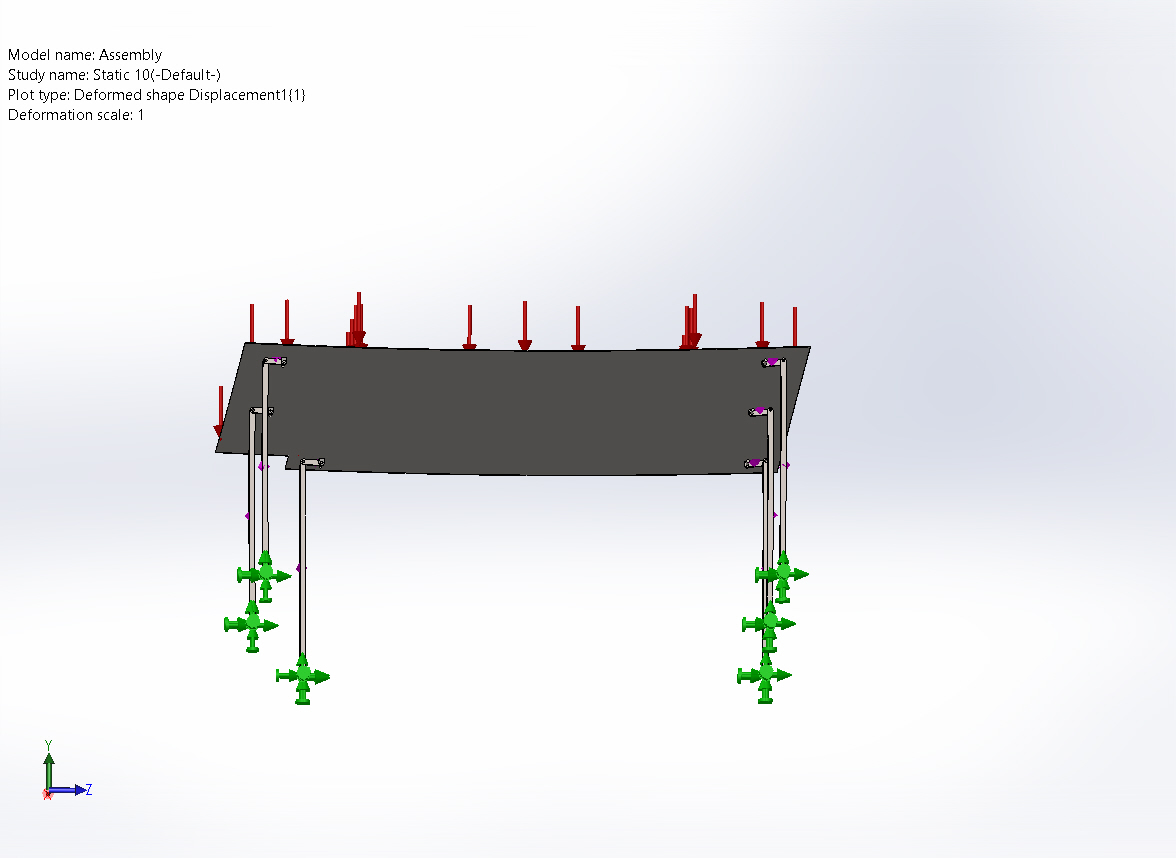 Model name: Assembly
Study name: Static 10(-Default-)
Plot type: Deformed shape Displacement1{1}
Deformation scale: 1
Y
Z
X